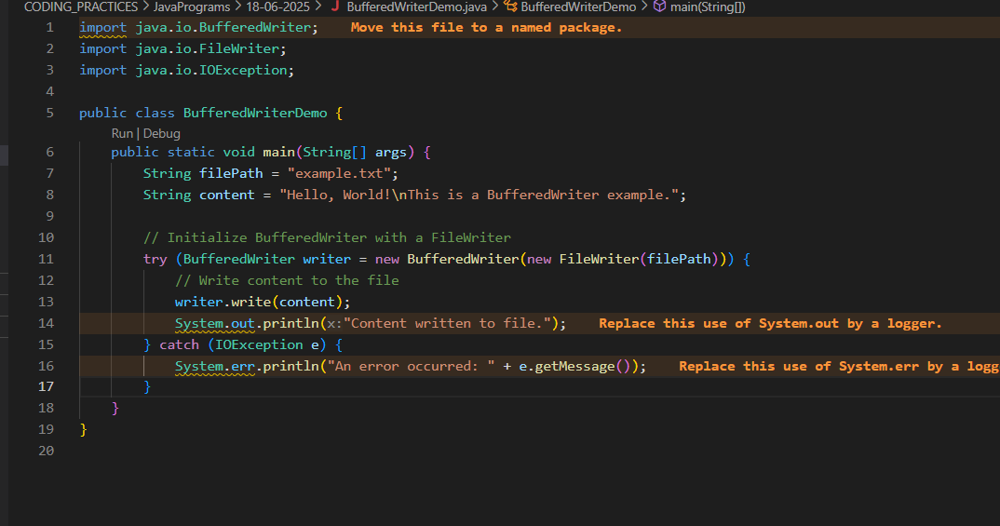 CODING_PRACTICES > JavaPrograms > 18-06-2025 > J BufferedWriterDemo.java > BufferedWriterDemo > main(String[])
1 import java.io.BufferedWriter; Move this file to a named package.
2 import java.io.FileWriter;
3 import java.io.IOException;
4
5 public class BufferedWriterDemo {
Run | Debug
6 public static void main(String[] args) {
7 String filePath = "example.txt";
8 String content = "Hello, World!\nThis is a BufferedWriter example.";
9
10 // Initialize BufferedWriter with a FileWriter
11 try (BufferedWriter writer = new BufferedWriter(new FileWriter(filePath))) {
12 // Write content to the file
13 writer.write(content);
14 System.out.println(x:"Content written to file."); Replace this use of System.out by a logger.
15 } catch (IOException e) {
16 System.err.println("An error occurred: " + e.getMessage()); Replace this use of System.err by a logg
17 }
18 }
19 }
20